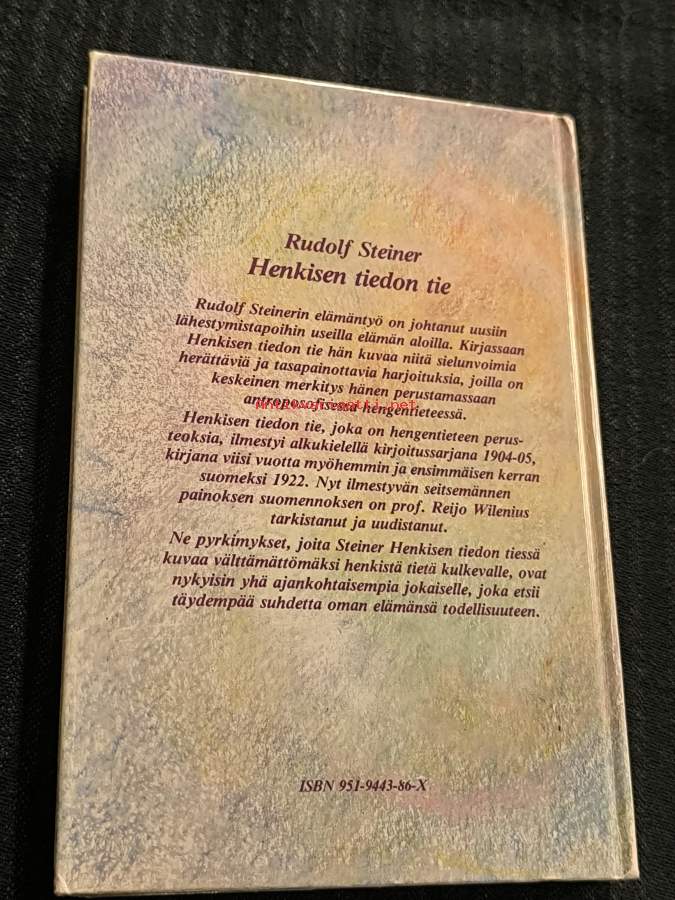 Rudolf Steiner
Henkisen tiedon tie
Rudolf Steinerin elämäntyö on johtanut uusiin
lähestymistapoihin useilla elämän aloilla. Kirjassaan
Henkisen tiedon tie hän kuvaa niitä sielunvoimia
herättäviä ja tasapainottavia harjoituksia, joilla on
keskeinen merkitys hänen perustamassaan
antroposofisessa hengentieteessä.
Henkisen tiedon tie, joka on hengentieteen perus-
teoksia, ilmestyi alkukielellä kirjoitussarjana 1904-05,
kirjana viisi vuotta myöhemmin ja ensimmäisen kerran
suomeksi 1922. Nyt ilmestyvän seitsemännen
painoksen suomennoksen on prof. Reijo Wilenius
tarkistanut ja uudistanut.
Ne pyrkimykset, joita Steiner Henkisen tiedon tiessä
kuvaa välttämättömäksi henkistä tietä kulkevalle, ovat
nykyisin yhä ajankohtaisempia jokaiselle, joka etsii
täydempää suhdetta oman elämänsä todellisuuteen.
ISBN 951-9443-86-X